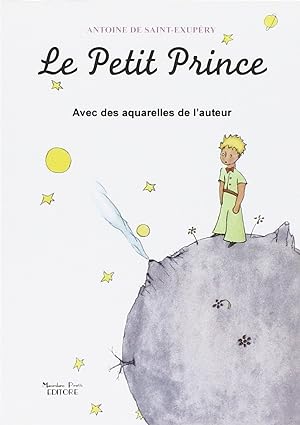 ANTOINE DE SAINT-EXUPÉRY
Le Petit Prince
Avec des aquarelles de l'auteur
EDITORE